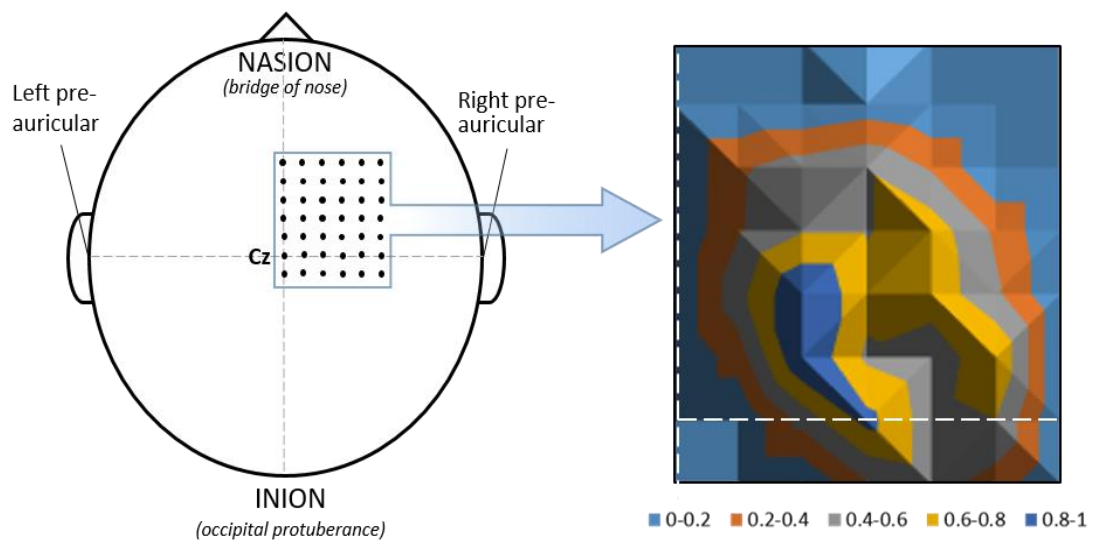 NASION
(bridge of nose)
Left pre-
auricular
Right pre-
auricular
Cz
INION
(occipital protuberance)
0-0.2 0.2-0.4 0.4-0.6 0.6-0.8 0.8-1